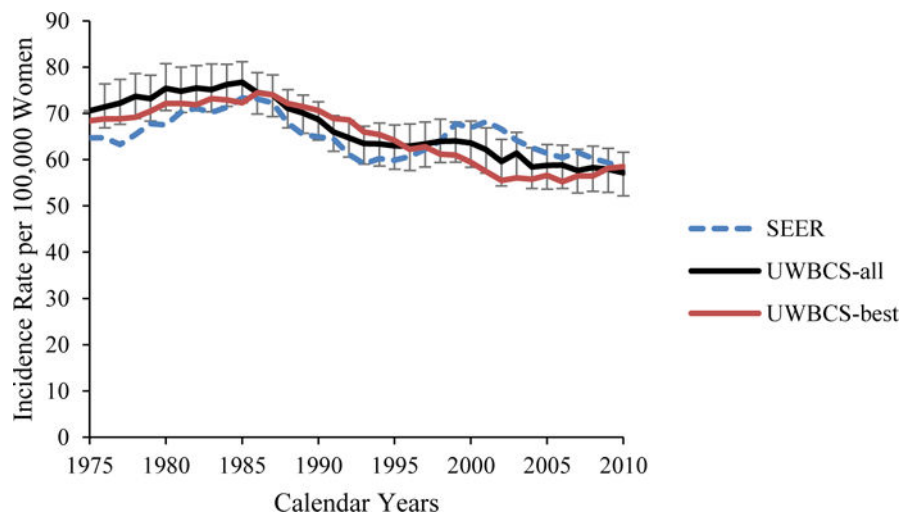 Incidence Rate per 100,000 Women
90
80
70
60
50
40
30
20
10
0
1975 1980 1985 1990 1995 2000 2005 2010
Calendar Years
SEER
UWBCS-all
UWBCS-best